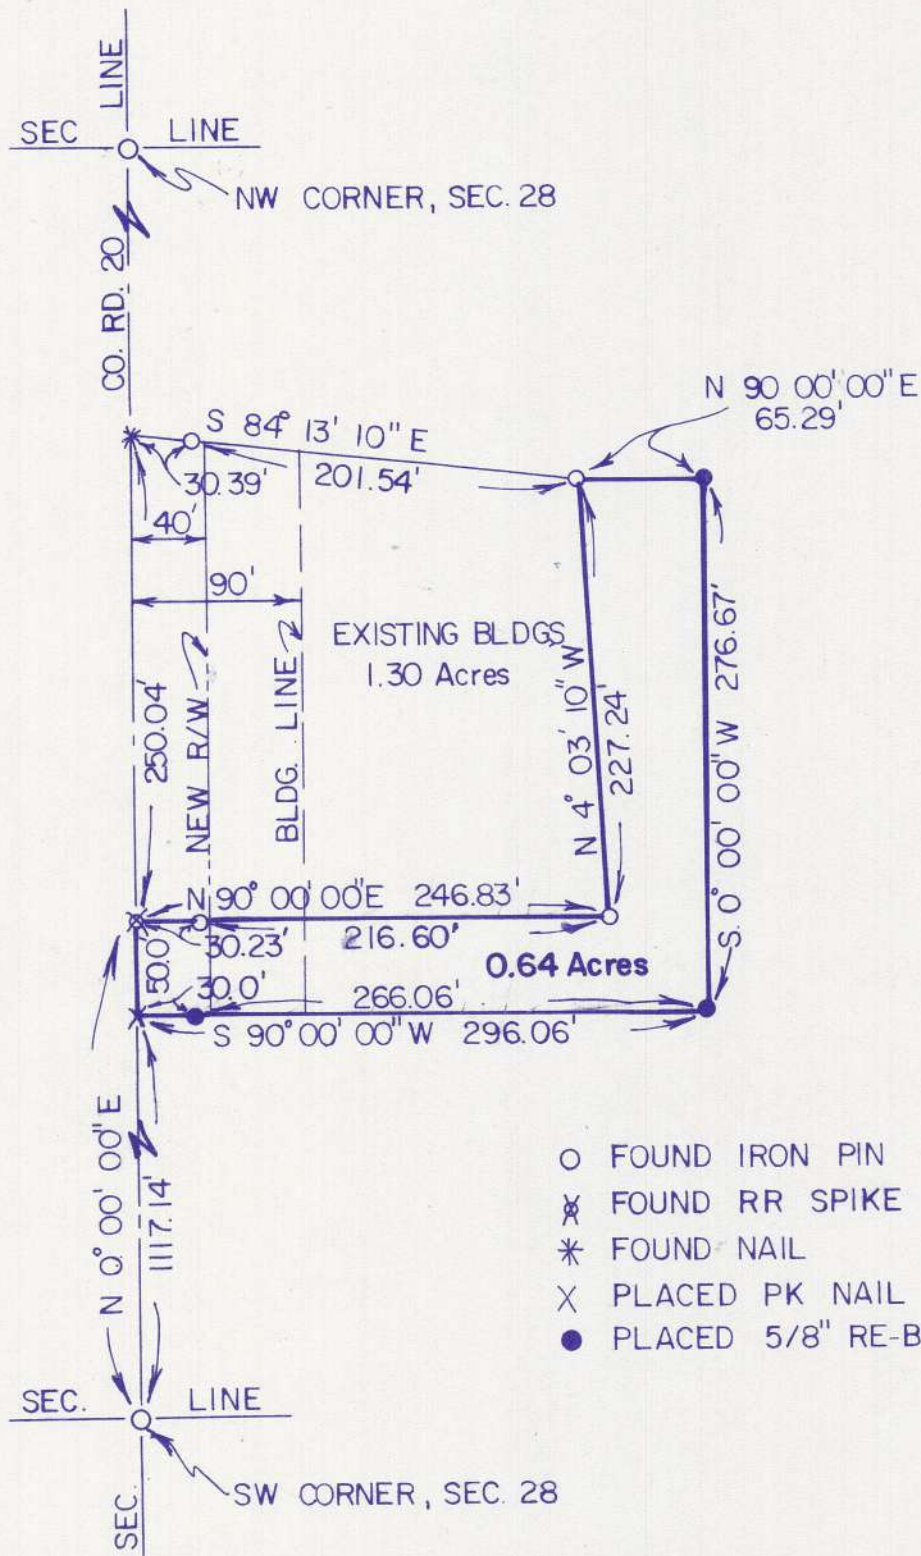 LINE
SEC LINE
NW CORNER, SEC. 28
CO. RD. 20
N 90 00' 00" E
65.29'
S 84° 13' 10" E
30.39'
201.54'
40'
90'
EXISTING BLDGS
1.30 Acres
250.04'
NEW R/W
BLDG. LINE
N 4° 03' 10" W
227.24'
S. 0° 00' 00" W 276.67'
N 90° 00' 00"E 246.83'
30.23'
216.60'
50.0'
0.64 Acres
30.0'
266.06'
S 90° 00' 00" W 296.06'
N 0° 00' 00" E
1117.14'
FOUND IRON PIN
FOUND RR SPIKE
FOUND NAIL
PLACED PK NAIL
PLACED 5/8" RE-B
SEC. LINE
SW CORNER, SEC. 28
SEC.